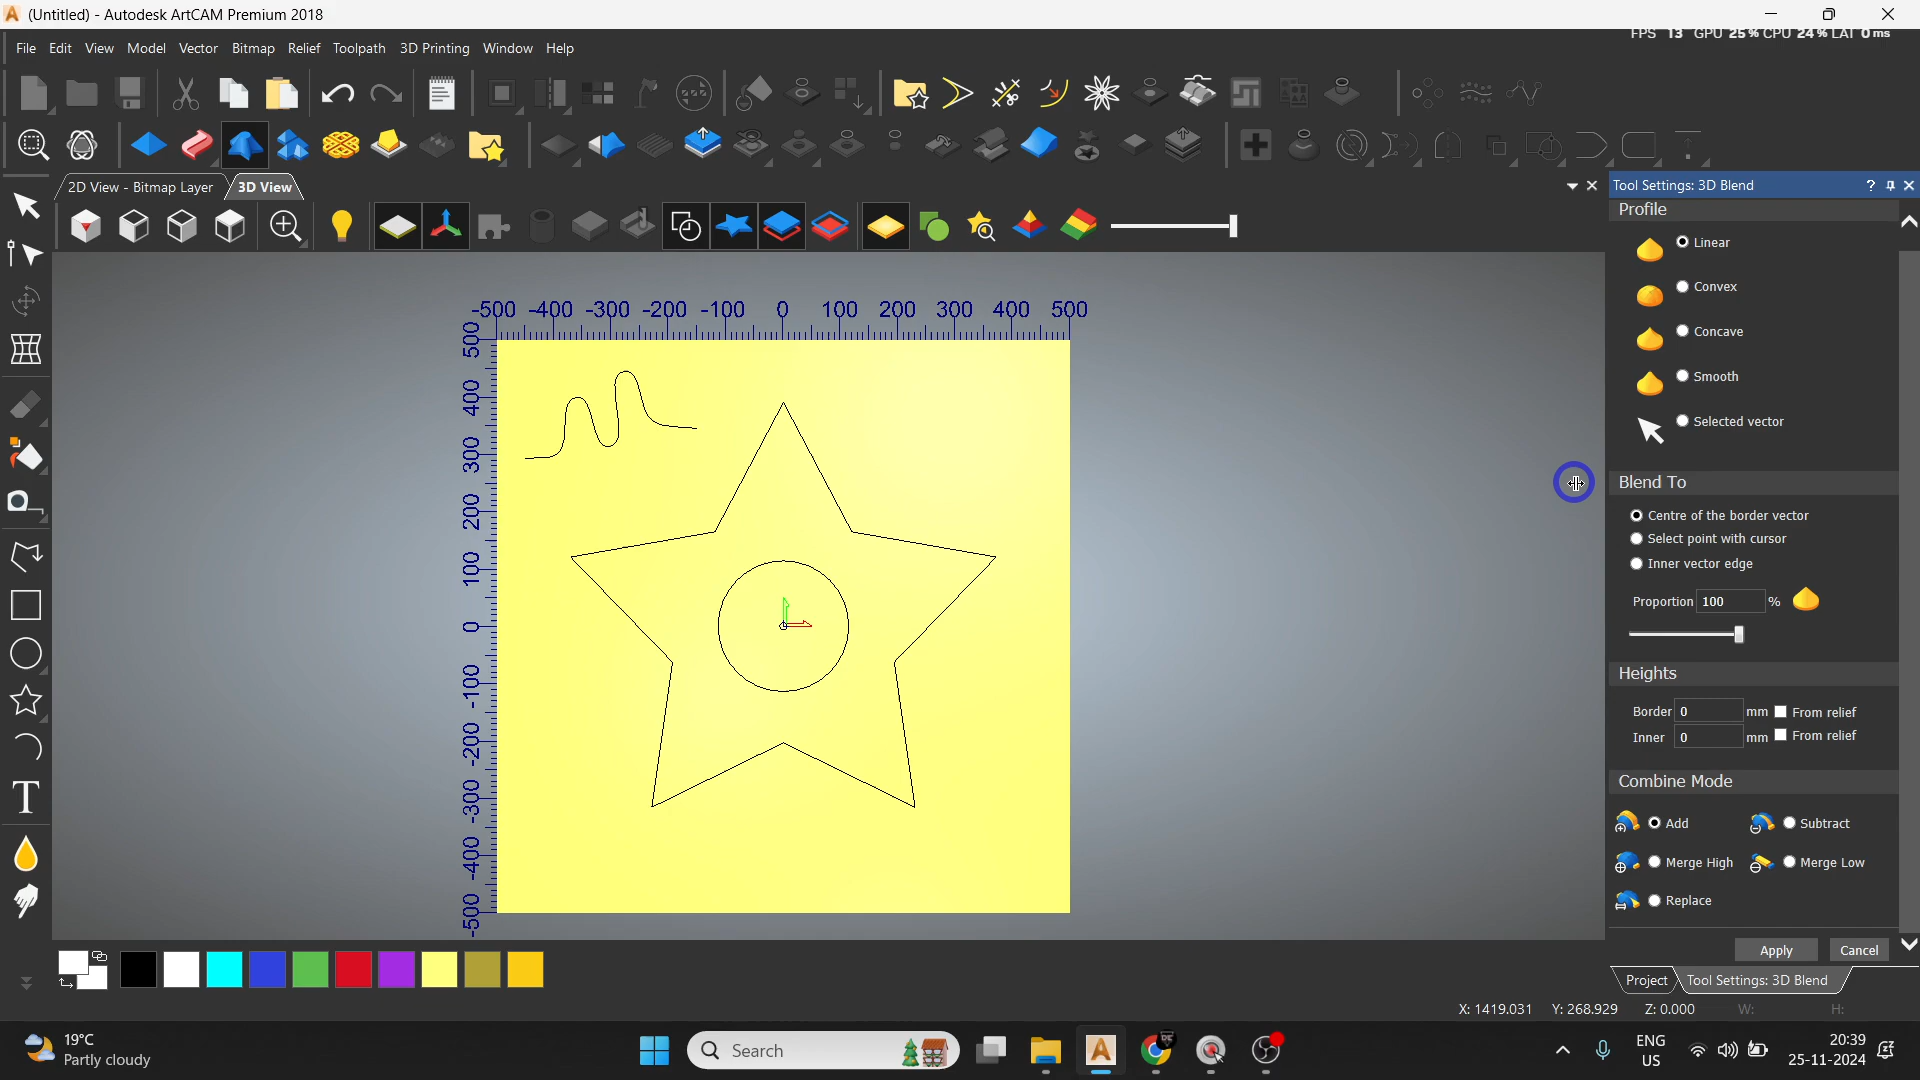 (Untitled) - Autodesk ArtCAM Premium 2018
FPS 13 GPU 25% CPU 24% LAT 0 ms
File Edit View Model Vector Bitmap Relief Toolpath 3D Printing Window Help
2D View - Bitmap Layer 3D View
Tool Settings: 3D Blend
Profile
Linear
Convex
Concave
Smooth
Selected vector
Blend To
Centre of the border vector
Select point with cursor
Inner vector edge
Proportion 100 %
Heights
Border 0 mm From relief
Inner 0 mm From relief
Combine Mode
Add Subtract
Merge High Merge Low
Replace
Apply Cancel
Project Tool Settings: 3D Blend
-500 -400 -300 -200 -100 0 100 200 300 400 500
500
400
300
200
100
0
-100
-200
-300
-400
-500
T
X: 1419.031 Y: 268.929 Z: 0.000 W: H:
19°C
Partly cloudy
Search
ENG
US
20:39
25-11-2024